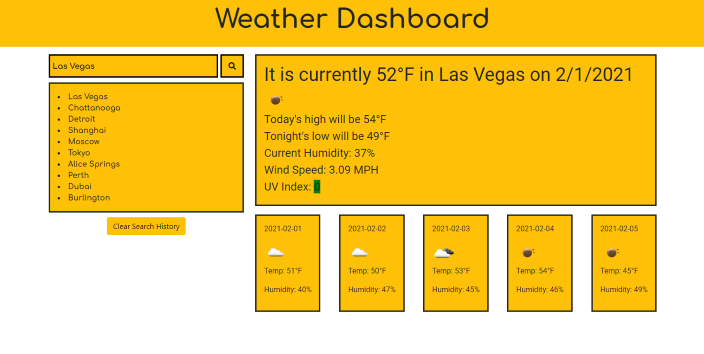 Weather Dashboard
Las Vegas
Las Vegas
Chattanooga
Detroit
Shanghai
Moscow
Tokyo
Alice Springs
Perth
Dubai
Burlington
Clear Search History
It is currently 52°F in Las Vegas on 2/1/2021
Today's high will be 54°F
Tonight's low will be 49°F
Current Humidity: 37%
Wind Speed: 3.09 MPH
UV Index:
2021-02-01
Temp: 51°F
Humidity: 40%
2021-02-02
Temp: 50°F
Humidity: 47%
2021-02-03
Temp: 53°F
Humidity: 45%
2021-02-04
Temp: 54°F
Humidity: 46%
2021-02-05
Temp: 45°F
Humidity: 49%